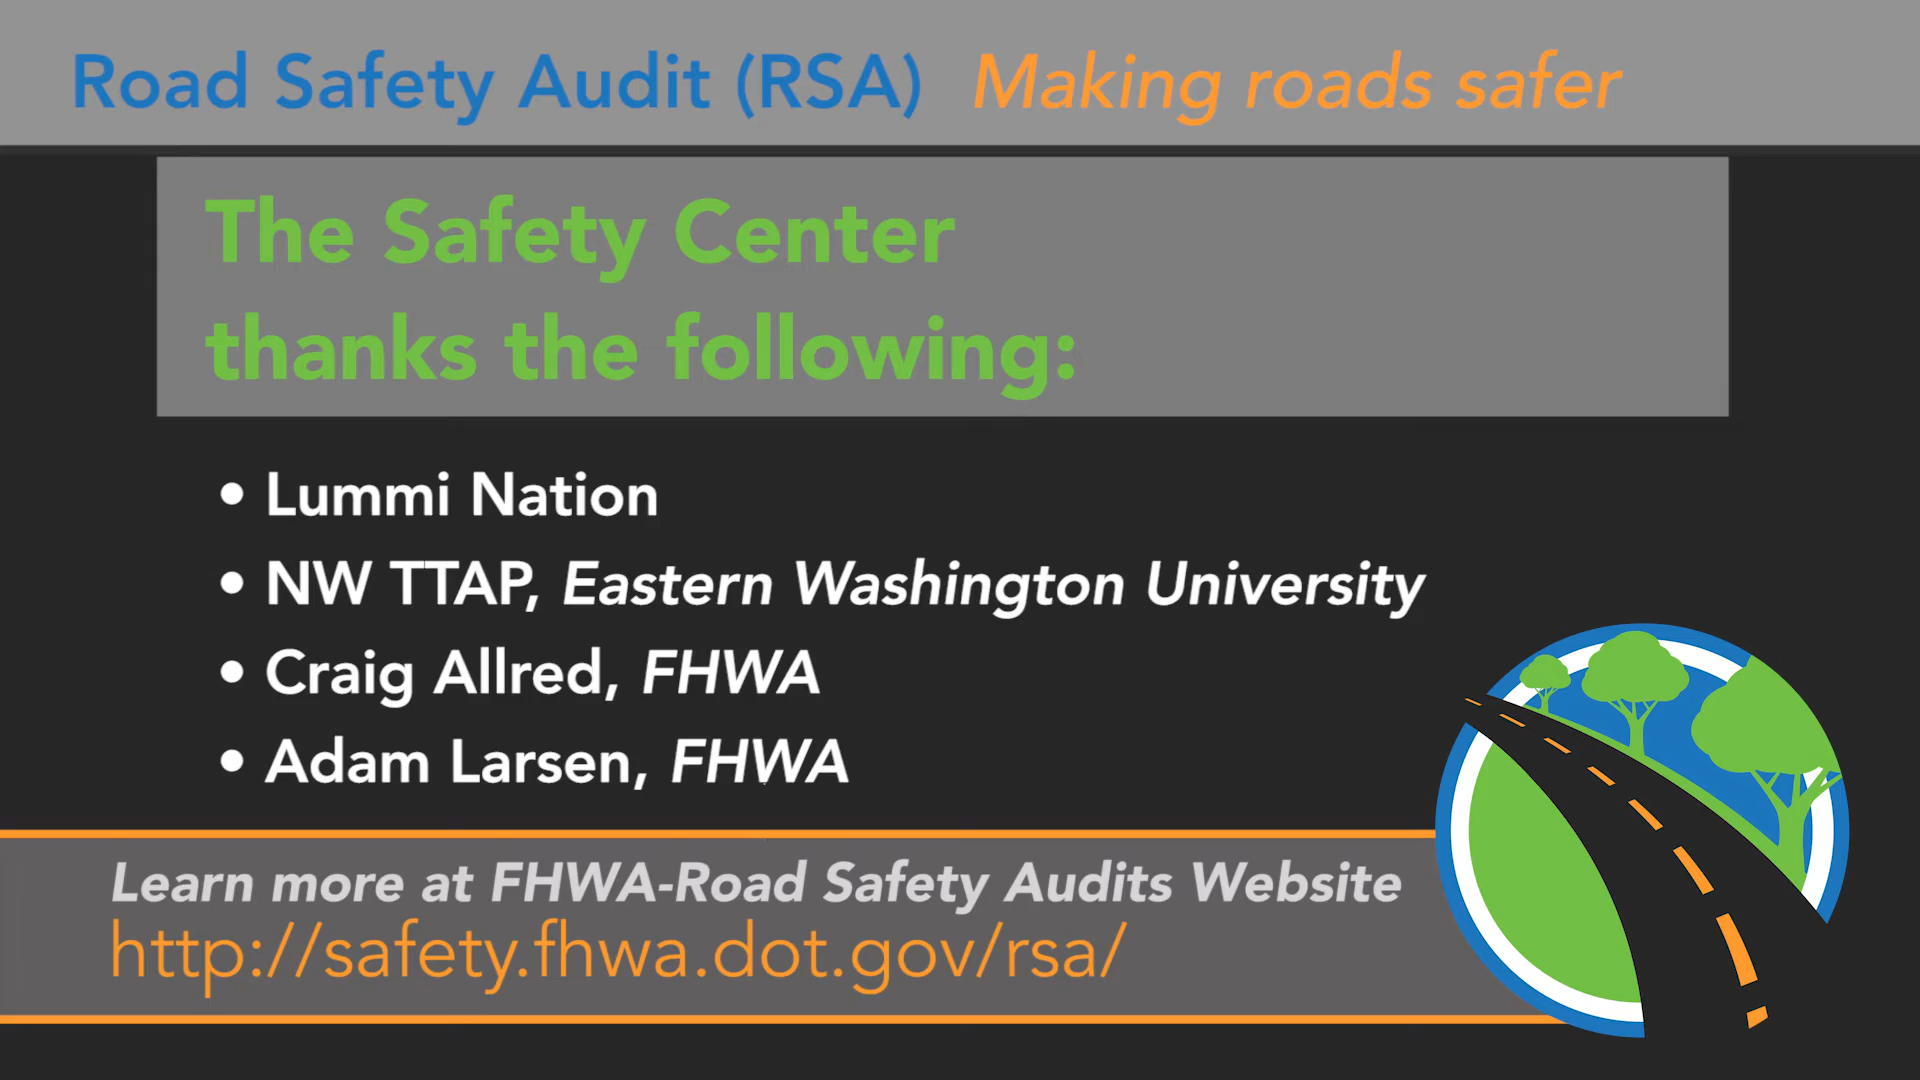 Road Safety Audit (RSA) Making roads safer
The Safety Center
thanks the following:
• Lummi Nation
• NW TTAP, Eastern Washington University
• Craig Allred, FHWA
• Adam Larsen, FHWA
Learn more at FHWA-Road Safety Audits Website
http://safety.fhwa.dot.gov/rsa/